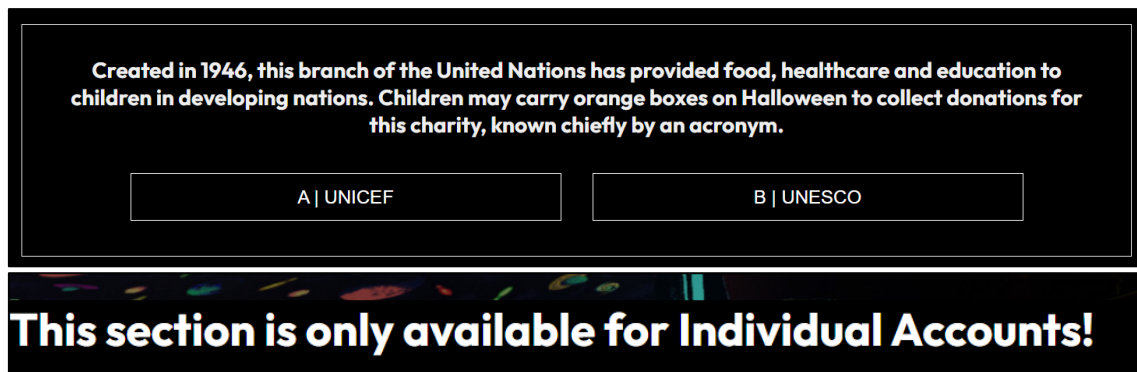 Created in 1946, this branch of the United Nations has provided food, healthcare and education to
children in developing nations. Children may carry orange boxes on Halloween to collect donations for
this charity, known chiefly by an acronym.
A | UNICEF
B | UNESCO
This section is only available for Individual Accounts!